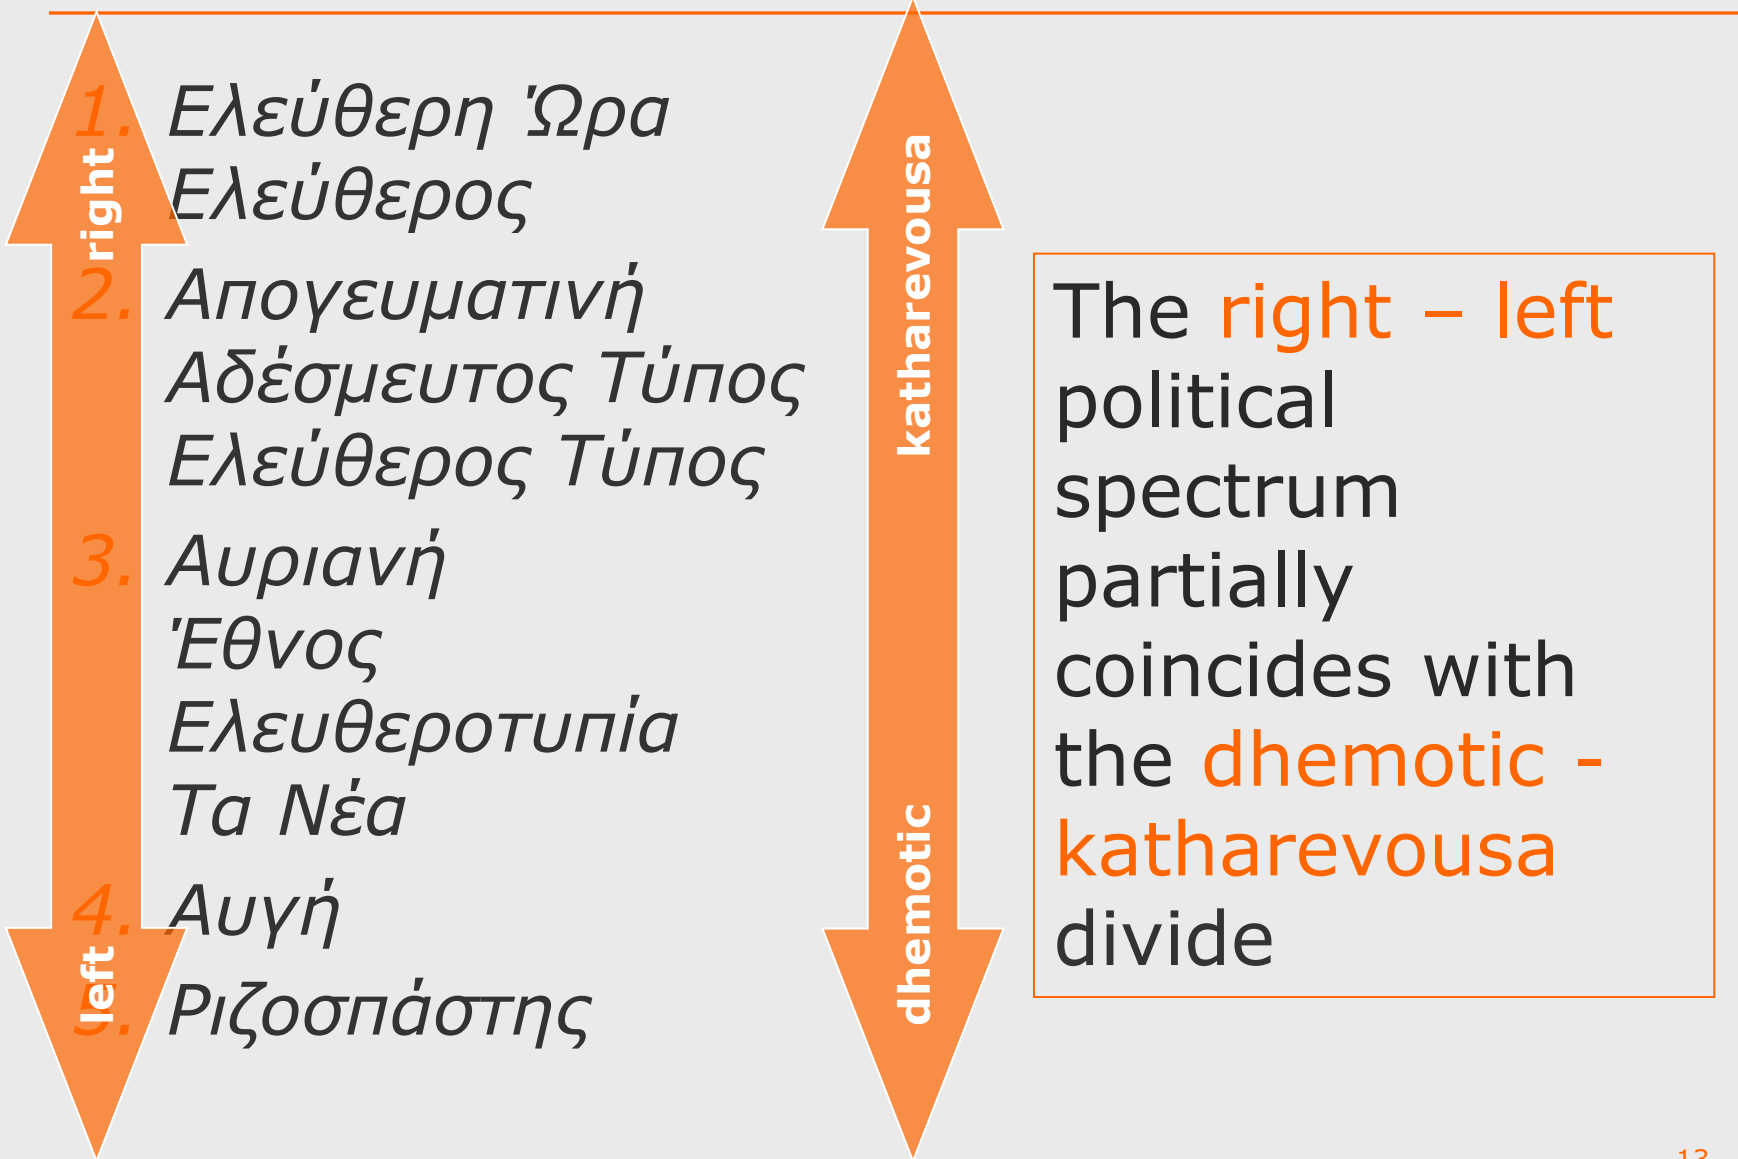 1. Ελεύθερη Ώρα
Ελεύθερος
2. Απογευματινή
Αδέσμευτος Τύπος
Ελεύθερος Τύπος
3. Αυριανή
Έθνος
Ελευθεροτυπία
Τα Νέα
4. Αυγή
5. Ριζοσπάστης
right
left
katharevousa
dhemotic
The right – left
political
spectrum
partially
coincides with
the dhemotic -
katharevousa
divide
13